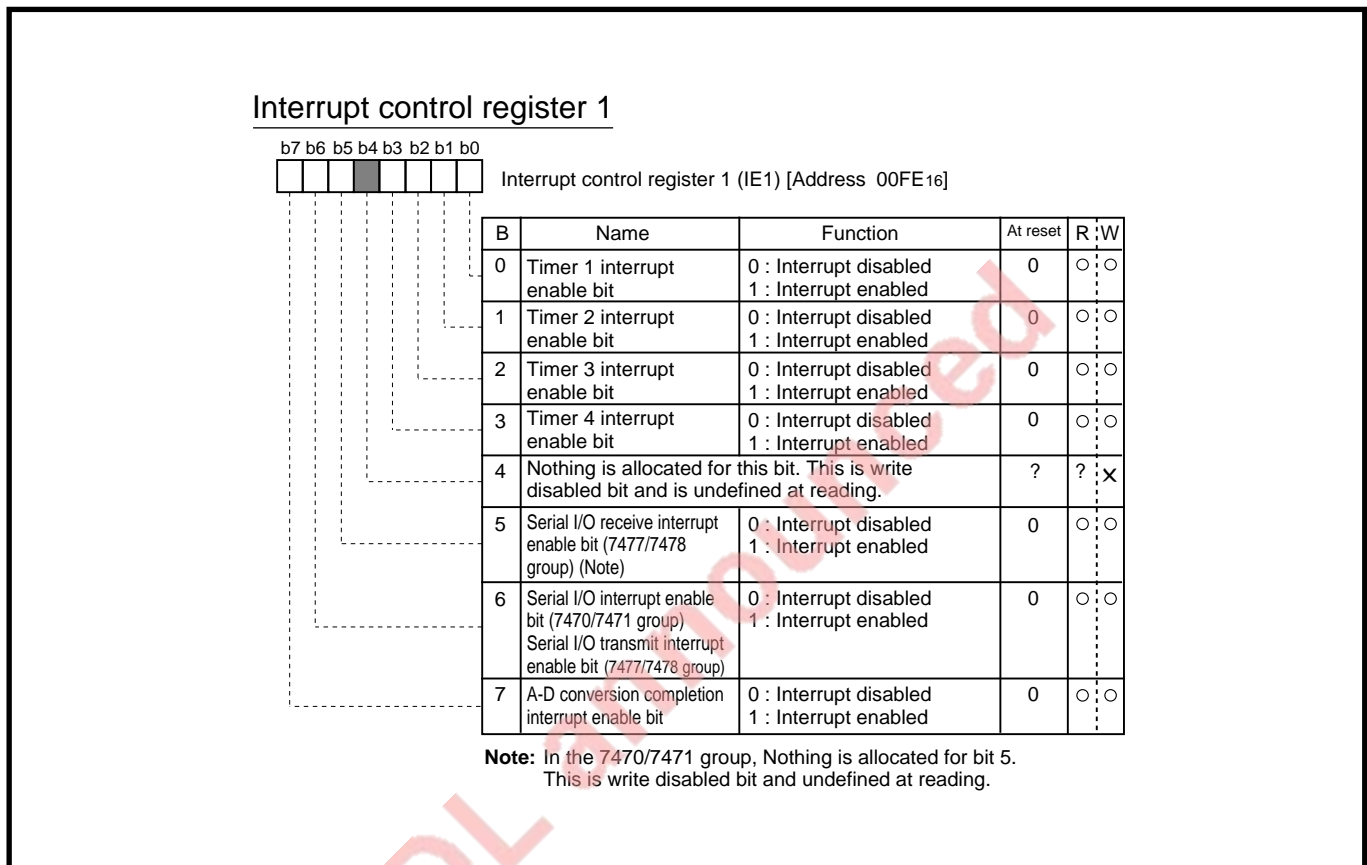 Interrupt control register 1
b7 b6 b5 b4 b3 b2 b1 b0
Interrupt control register 1 (IE1) [Address 00FE16]
B Name Function At reset R W
0 Timer 1 interrupt enable bit 0 : Interrupt disabled 1 : Interrupt enabled 0 ○ ○
1 Timer 2 interrupt enable bit 0 : Interrupt disabled 1 : Interrupt enabled 0 ○ ○
2 Timer 3 interrupt enable bit 0 : Interrupt disabled 1 : Interrupt enabled 0 ○ ○
3 Timer 4 interrupt enable bit 0 : Interrupt disabled 1 : Interrupt enabled 0 ○ ○
4 Nothing is allocated for this bit. This is write disabled bit and is undefined at reading. ? ? ×
5 Serial I/O receive interrupt enable bit (7477/7478 group) (Note) 0 : Interrupt disabled 1 : Interrupt enabled 0 ○ ○
6 Serial I/O interrupt enable bit (7470/7471 group) Serial I/O transmit interrupt enable bit (7477/7478 group) 0 : Interrupt disabled 1 : Interrupt enabled 0 ○ ○
7 A-D conversion completion interrupt enable bit 0 : Interrupt disabled 1 : Interrupt enabled 0 ○ ○
Note: In the 7470/7471 group, Nothing is allocated for bit 5.
This is write disabled bit and undefined at reading.
announced